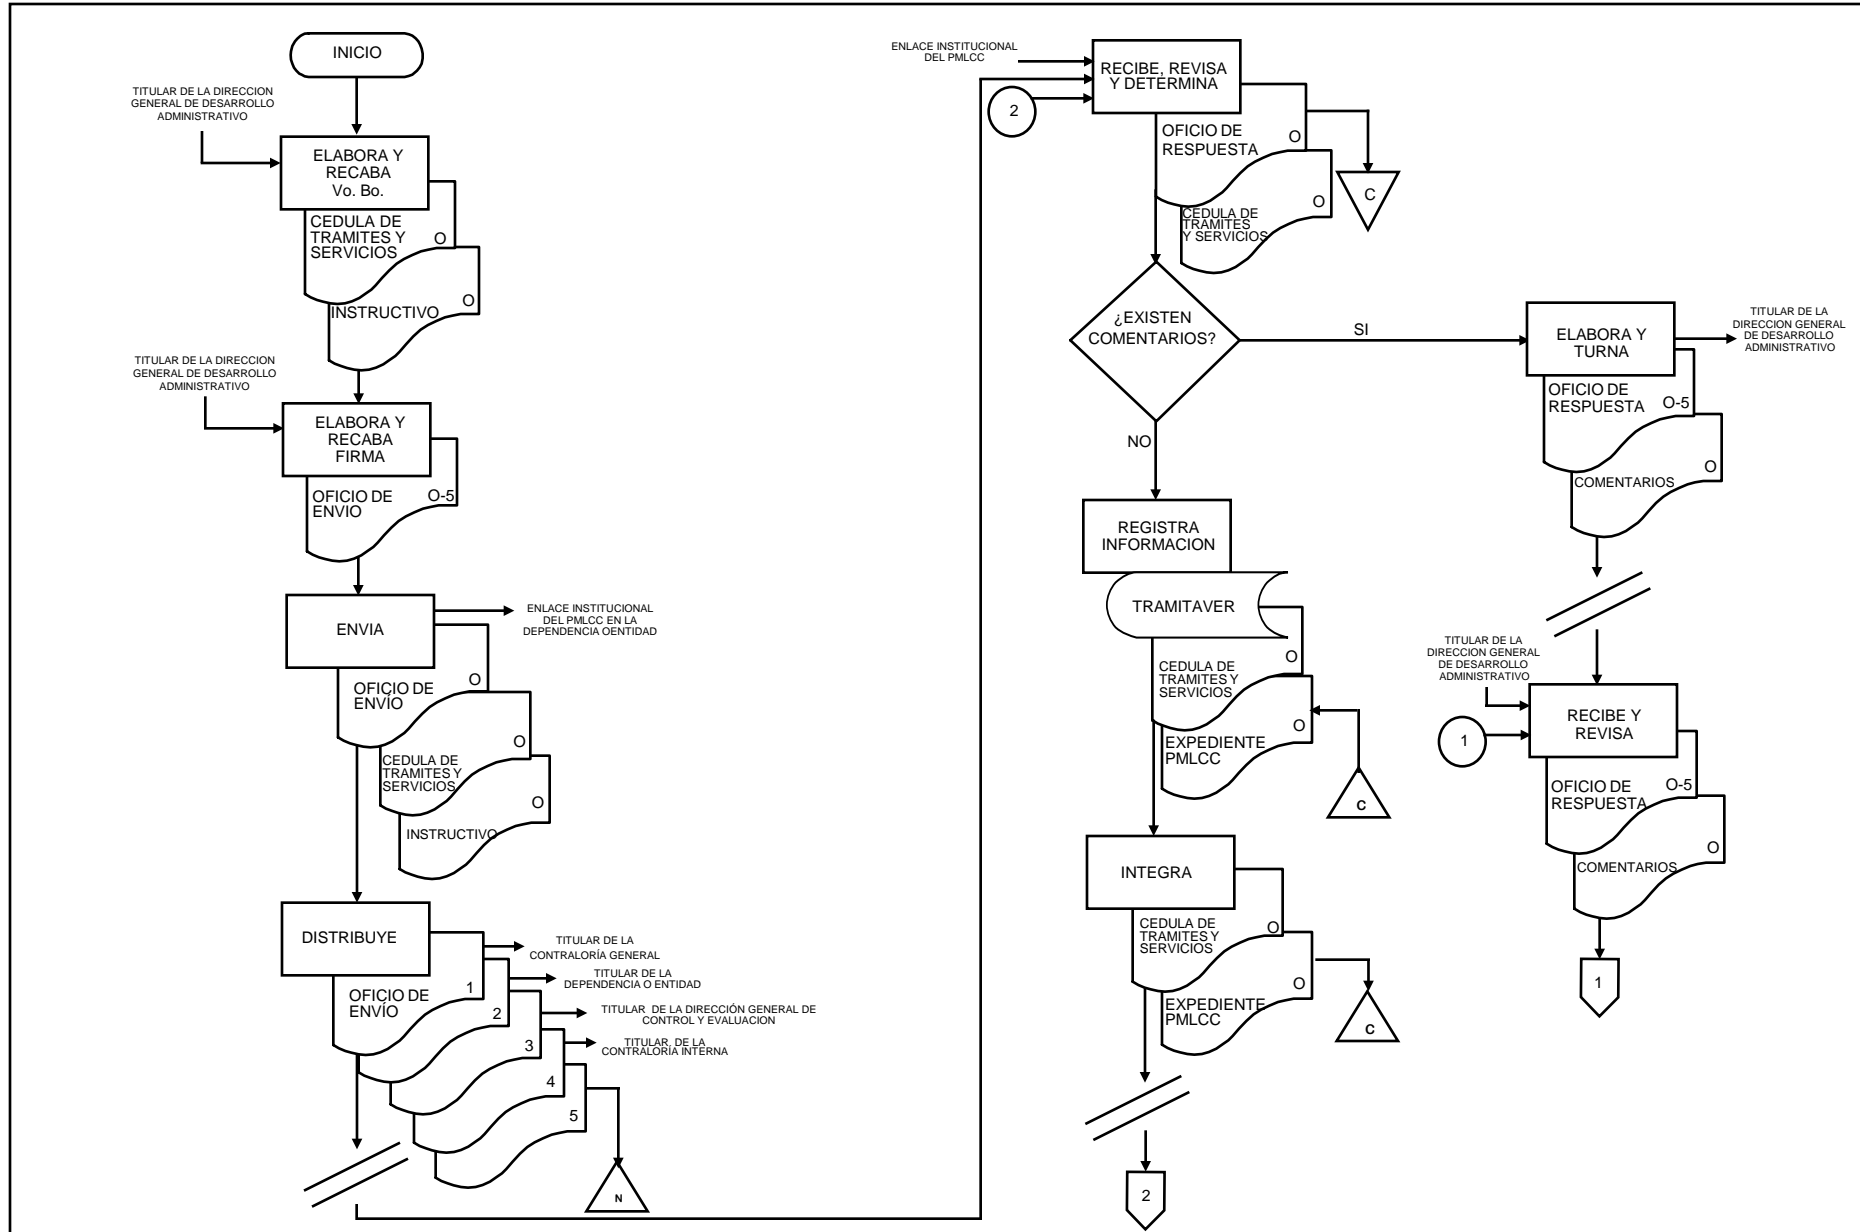 INICIO
TITULAR DE LA DIRECCION
GENERAL DE DESARROLLO
ADMINISTRATIVO
ELABORA Y
RECABA
Vo. Bo.
CEDULA DE
TRAMITES Y
SERVICIOS
O
INSTRUCTIVO
O
TITULAR DE LA DIRECCION
GENERAL DE DESARROLLO
ADMINISTRATIVO
ELABORA Y
RECABA
FIRMA
OFICIO DE
ENVIO
O-5
ENVIA
ENLACE INSTITUCIONAL
DEL PMLCC EN LA
DEPENDENCIA OENTIDAD
OFICIO DE
ENVÍO
O
CEDULA DE
TRAMITES Y
SERVICIOS
O
INSTRUCTIVO
O
DISTRIBUYE
TITULAR DE LA
CONTRALORÍA GENERAL
OFICIO DE
ENVÍO
1
TITULAR DE LA
DEPENDENCIA O ENTIDAD
2
TITULAR DE LA DIRECCIÓN GENERAL DE
CONTROL Y EVALUACION
3
TITULAR, DE LA
CONTRALORÍA INTERNA
4
5
N
ENLACE INSTITUCIONAL
DEL PMLCC
2
RECIBE, REVISA
Y DETERMINA
OFICIO DE
RESPUESTA
O
CEDULA DE
TRAMITES
Y SERVICIOS
O
C
¿EXISTEN
COMENTARIOS?
SI
NO
REGISTRA
INFORMACION
TRAMITAVER
CEDULA DE
TRAMITES Y
SERVICIOS
O
EXPEDIENTE
PMLCC
O
C
INTEGRA
CEDULA DE
TRAMITES Y
SERVICIOS
O
EXPEDIENTE
PMLCC
O
C
2
ELABORA Y
TURNA
TITULAR DE LA
DIRECCION GENERAL
DE DESARROLLO
ADMINISTRATIVO
OFICIO DE
RESPUESTA
O-5
COMENTARIOS
O
TITULAR DE LA
DIRECCION GENERAL
DE DESARROLLO
ADMINISTRATIVO
1
RECIBE Y
REVISA
OFICIO DE
RESPUESTA
O-5
COMENTARIOS
O
1